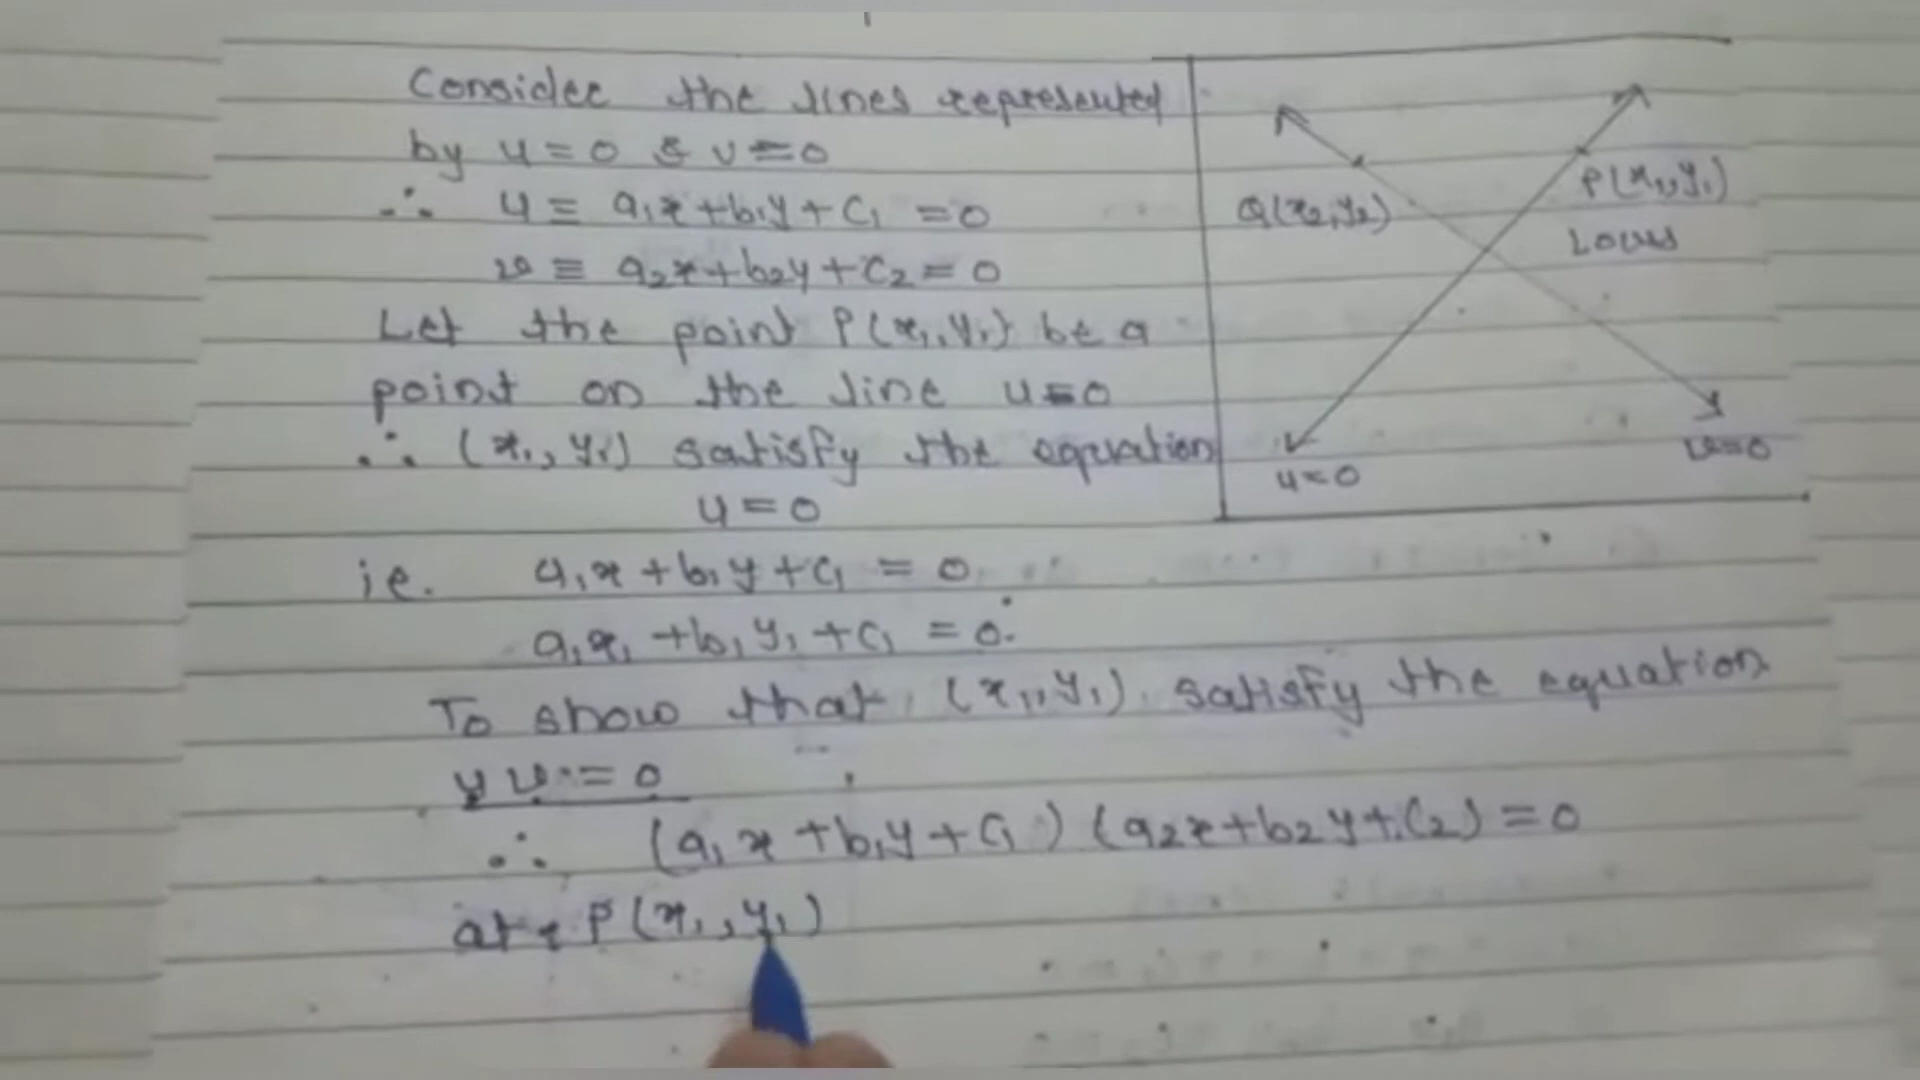 Consider the lines represented
by u = 0 & v = 0
∴ u ≡ a₁x + b₁y + c₁ = 0
v ≡ a₂x + b₂y + c₂ = 0
Let the point P(x₁, y₁) be a
point on the line u = 0
∴ (x₁, y₁) satisfy the equation
u = 0
ie. a₁x + b₁y + c₁ = 0
a₁x₁ + b₁y₁ + c₁ = 0.
To show that (x₁, y₁) satisfy the equation
u v = 0
∴ (a₁x + b₁y + c₁) (a₂x + b₂y + c₂) = 0
at P(x₁, y₁)
P(x₁, y₁)
Q(x₂, y₂)
Locus
u = 0
v = 0